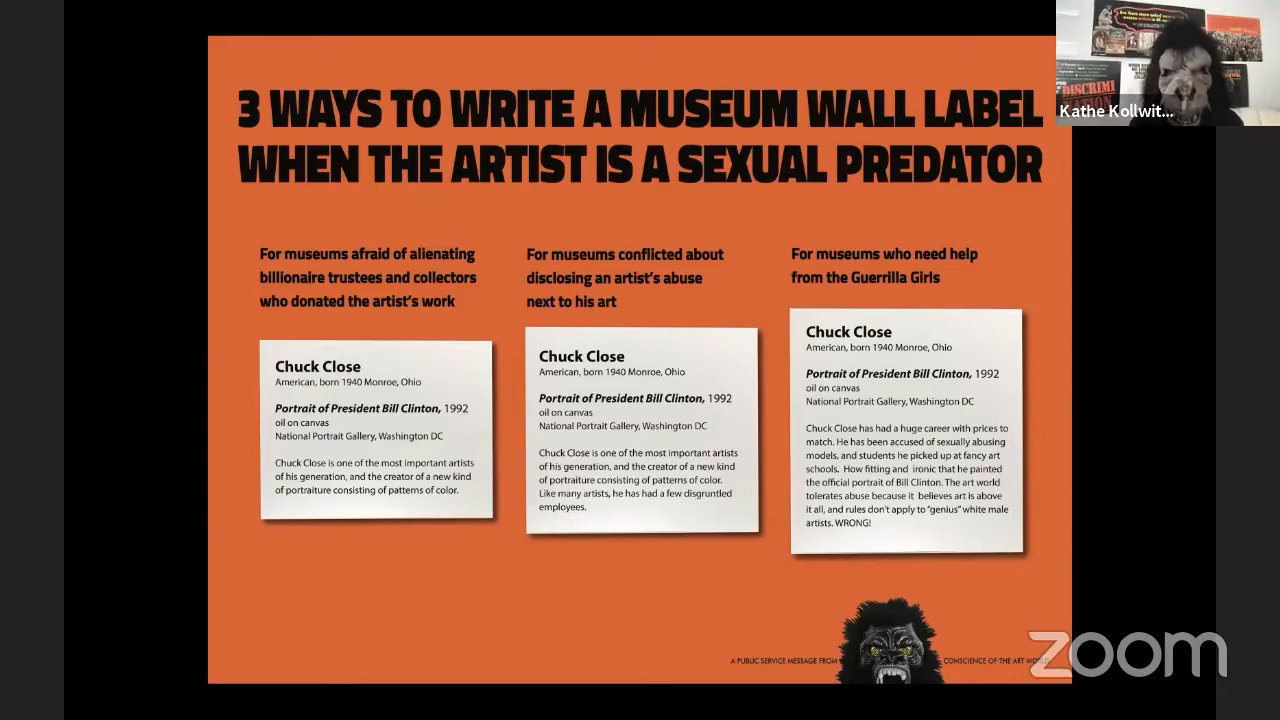 3 WAYS TO WRITE A MUSEUM WALL LABEL
WHEN THE ARTIST IS A SEXUAL PREDATOR
For museums afraid of alienating
billionaire trustees and collectors
who donated the artist's work
Chuck Close
American, born 1940 Monroe, Ohio
Portrait of President Bill Clinton, 1992
oil on canvas
National Portrait Gallery, Washington DC
Chuck Close is one of the most important artists
of his generation, and the creator of a new kind
of portraiture consisting of patterns of color.
For museums conflicted about
disclosing an artist's abuse
next to his art
Chuck Close
American, born 1940 Monroe, Ohio
Portrait of President Bill Clinton, 1992
oil on canvas
National Portrait Gallery, Washington DC
Chuck Close is one of the most important artists
of his generation, and the creator of a new kind
of portraiture consisting of patterns of color.
Like many artists, he has had a few disgruntled
employees.
For museums who need help
from the Guerrilla Girls
Chuck Close
American, born 1940 Monroe, Ohio
Portrait of President Bill Clinton, 1992
oil on canvas
National Portrait Gallery, Washington DC
Chuck Close has had a huge career with prices to
match. He has been accused of sexually abusing
models, and students he picked up at fancy art
schools. How fitting and ironic that he painted
the official portrait of Bill Clinton. The art world
tolerates abuse because it believes art is above
it all, and rules don't apply to "genius" white male
artists. WRONG!
A PUBLIC SERVICE MESSAGE FROM
CONSCIENCE OF THE ART WORLD
DISCRIMI
Kathe Kollwit...
zoom